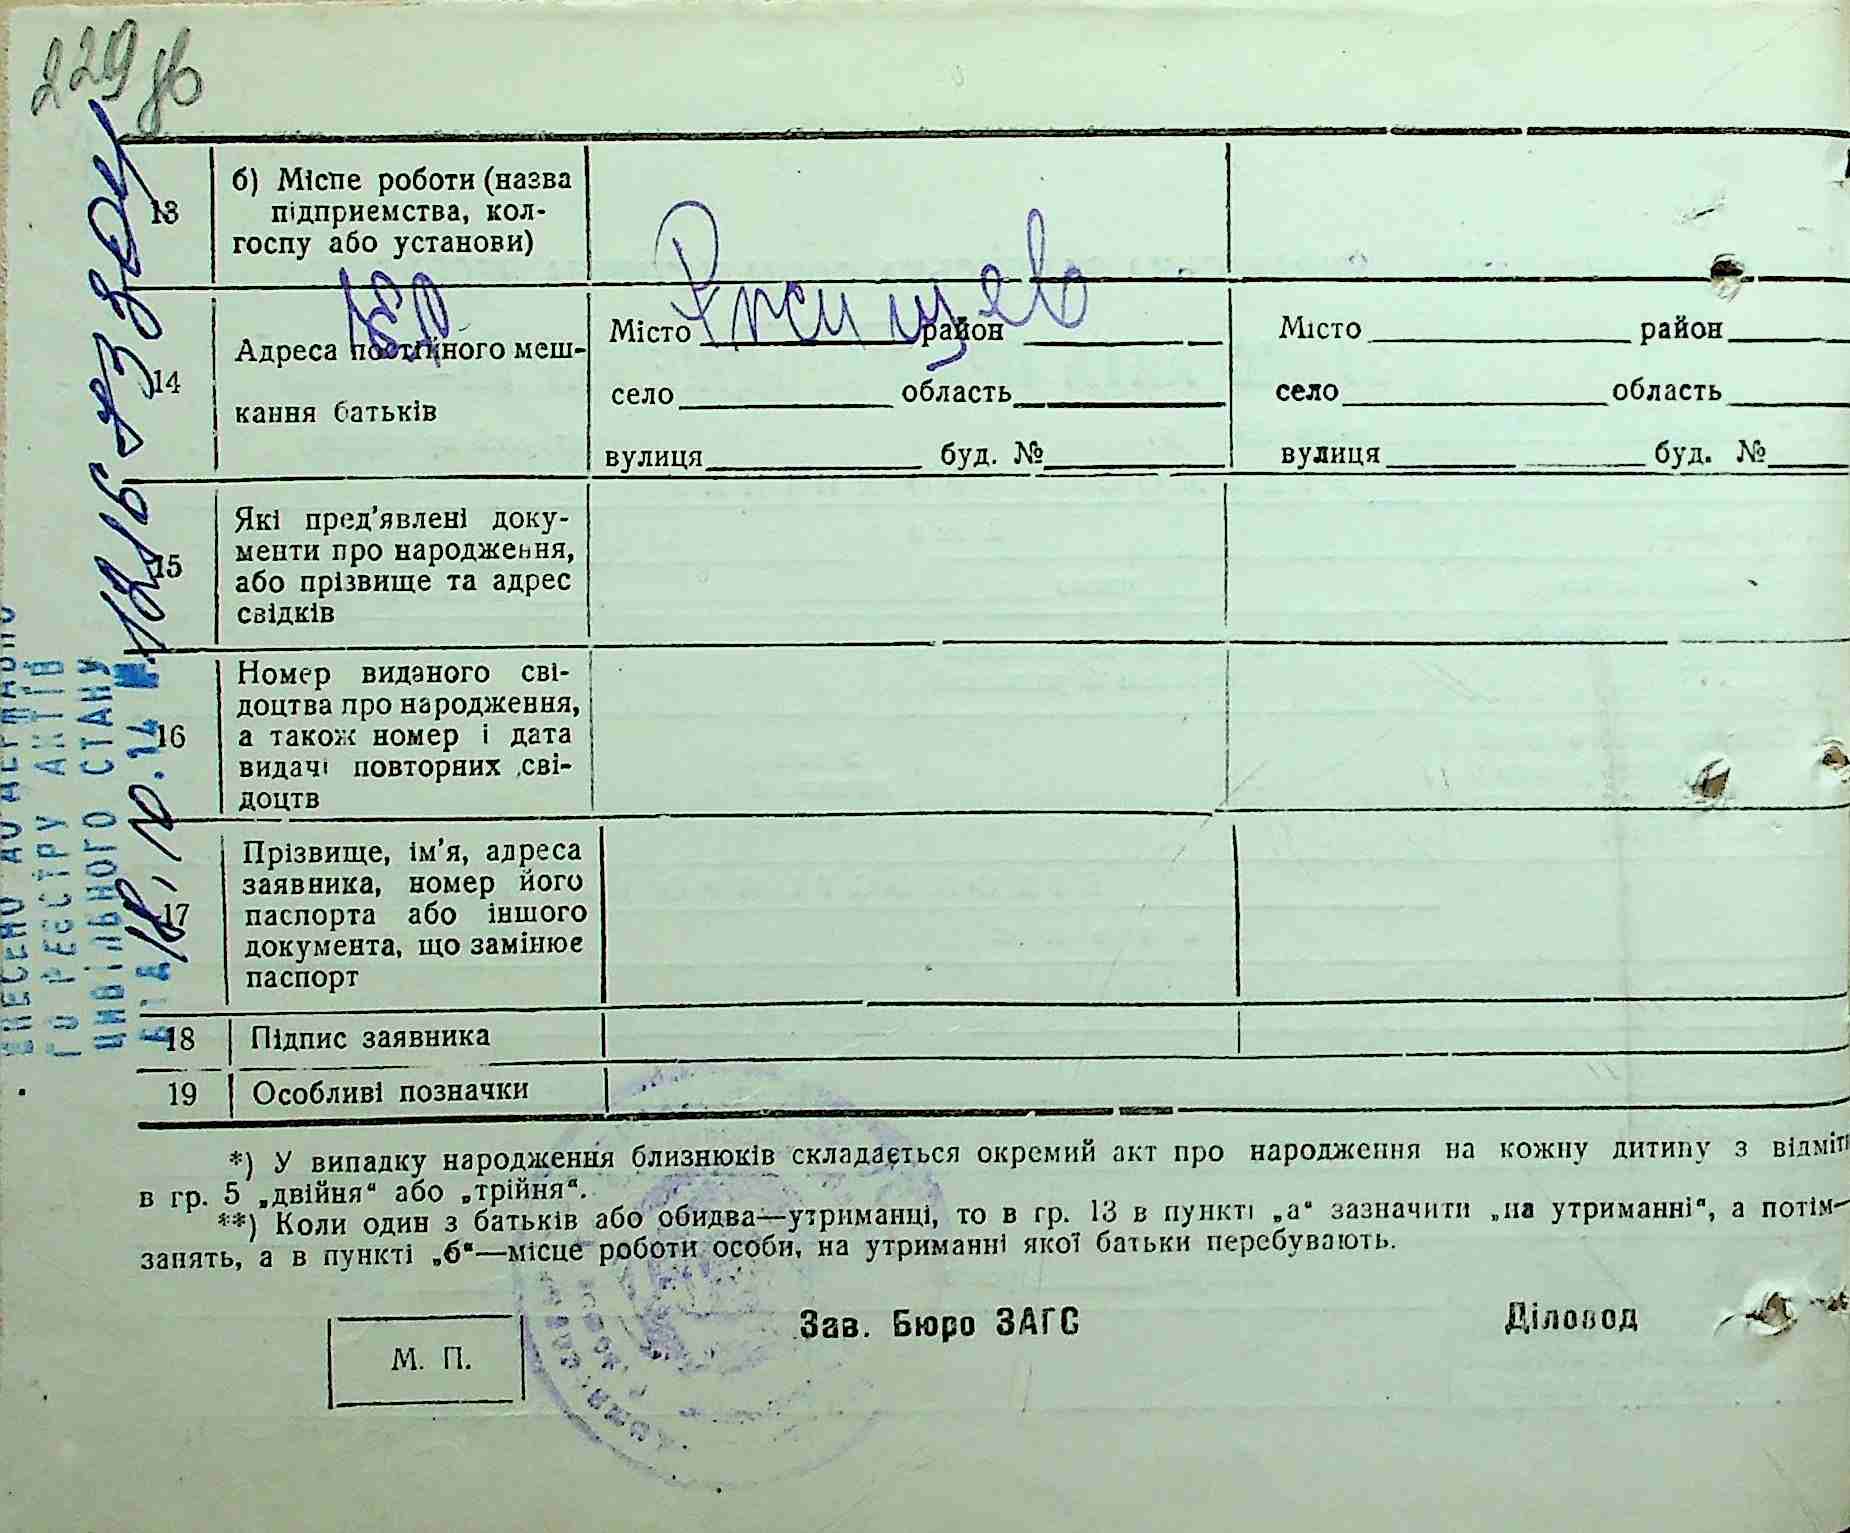 229 зв
13
б) Місце роботи (назва
підприємства, кол-
госпу або установи)
Ржищев
14
Адреса постійного меш-
кання батьків
Місто район
село область
вулиця буд. №
Місто район
село область
вулиця буд. №
15
Які пред'явлені доку-
менти про народження,
або прізвище та адрес
свідків
16
Номер виданого сві-
доцтва про народження,
а також номер і дата
видачі повторних сві-
доцтв
17
Прізвище, ім'я, адреса
заявника, номер його
паспорта або іншого
документа, що замінює
паспорт
18
Підпис заявника
19
Особливі позначки
*) У випадку народження близнюків складається окремий акт про народження на кожну дитину з відміт
в гр. 5 „двійня“ або „трійня“.
**) Коли один з батьків або обидва—утриманці, то в гр. 13 в пункті „а“ зазначити „на утриманні“, а потім—
занять, а в пункті „б“—місце роботи особи, на утриманні якої батьки перебувають.
М. П.
Зав. Бюро ЗАГС
Діловод
ВНЕСЕНО ДО ДЕРЖАВНО
ГО РЕЄСТРУ АКТІВ
ЦИВІЛЬНОГО СТАНУ
ВІД 18.10.14